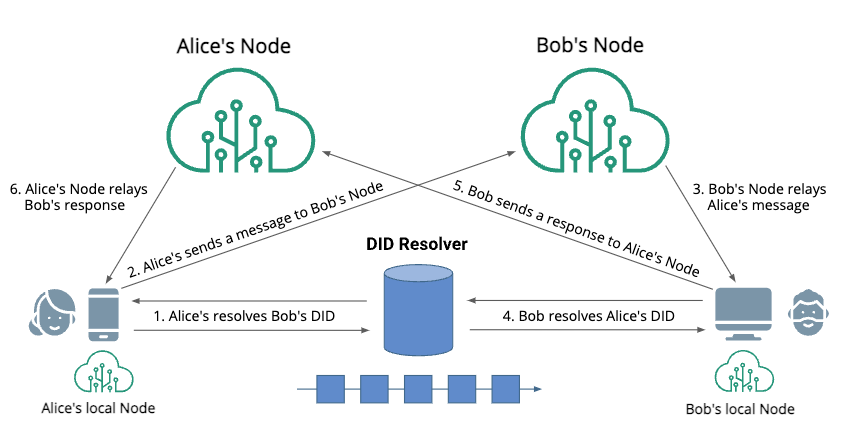 Alice's Node
Bob's Node
6. Alice's Node relays
Bob's response
2. Alice's sends a message to Bob's Node
5. Bob sends a response to Alice's Node
3. Bob's Node relays
Alice's message
DID Resolver
1. Alice's resolves Bob's DID
4. Bob resolves Alice's DID
Alice's local Node
Bob's local Node